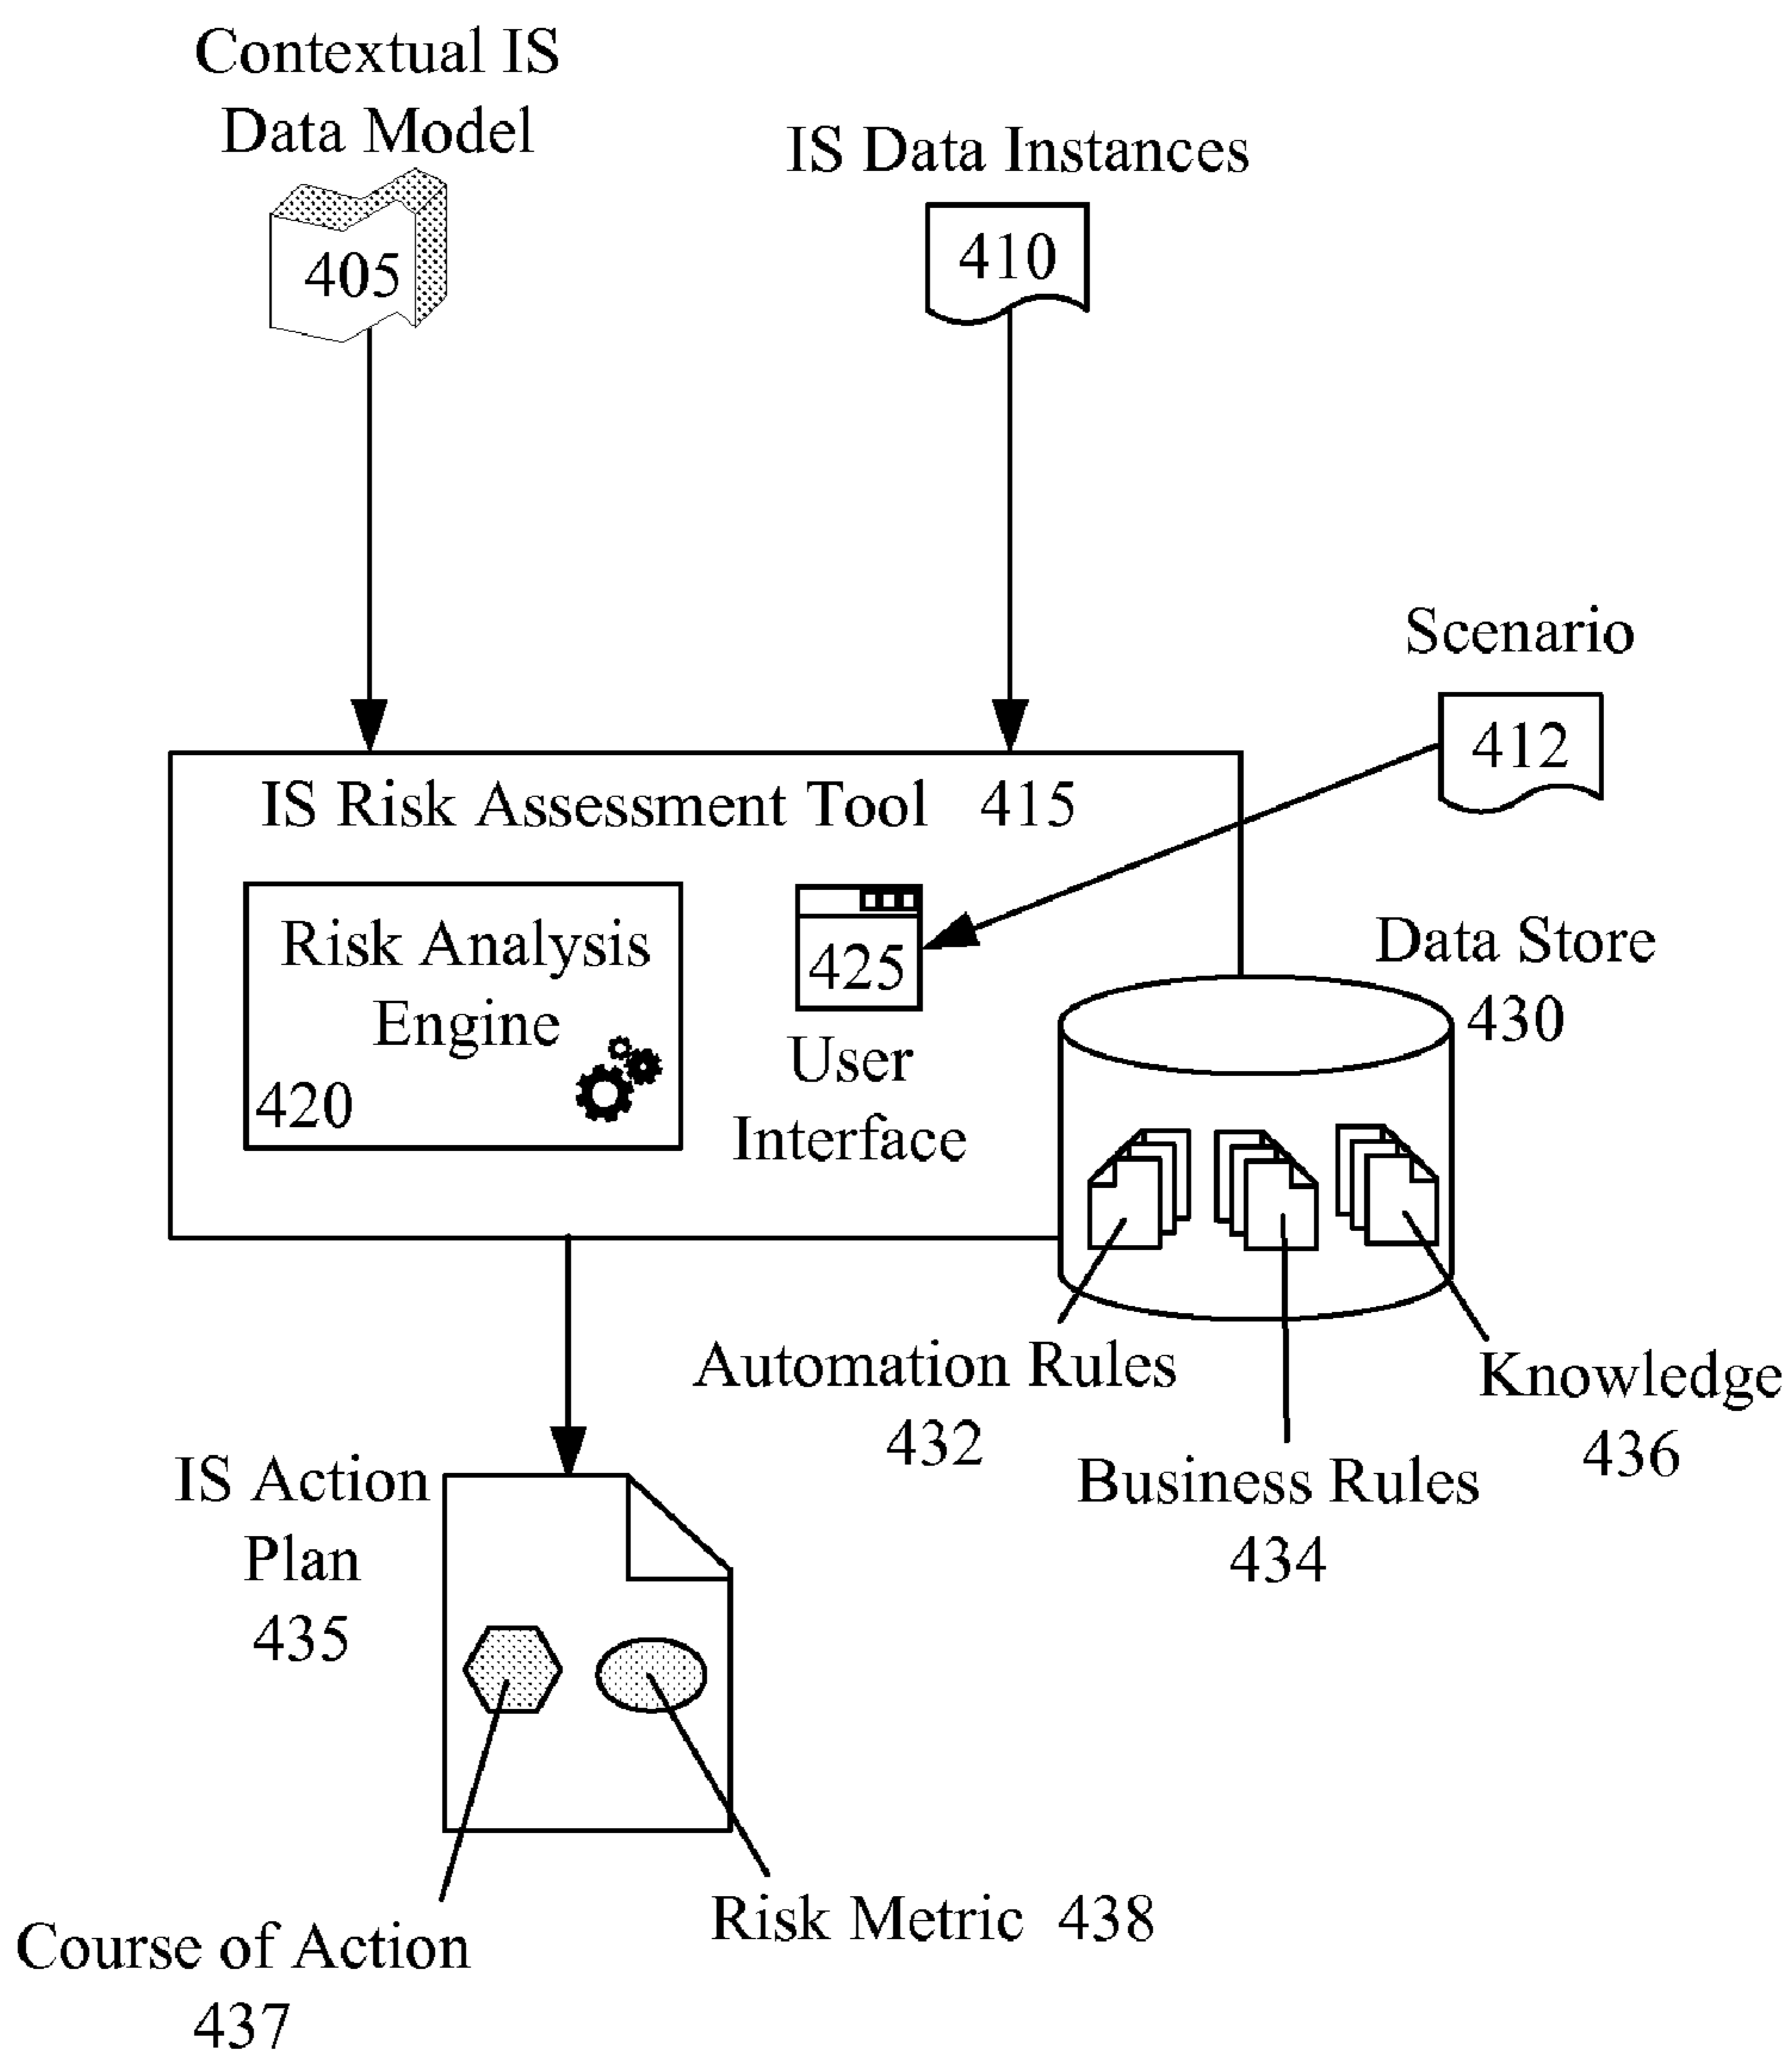 Contextual IS
Data Model
405
IS Data Instances
410
Scenario
412
IS Risk Assessment Tool 415
Risk Analysis
Engine
420
425
User
Interface
Data Store
430
Automation Rules
432
Business Rules
434
Knowledge
436
IS Action
Plan
435
Course of Action
437
Risk Metric 438